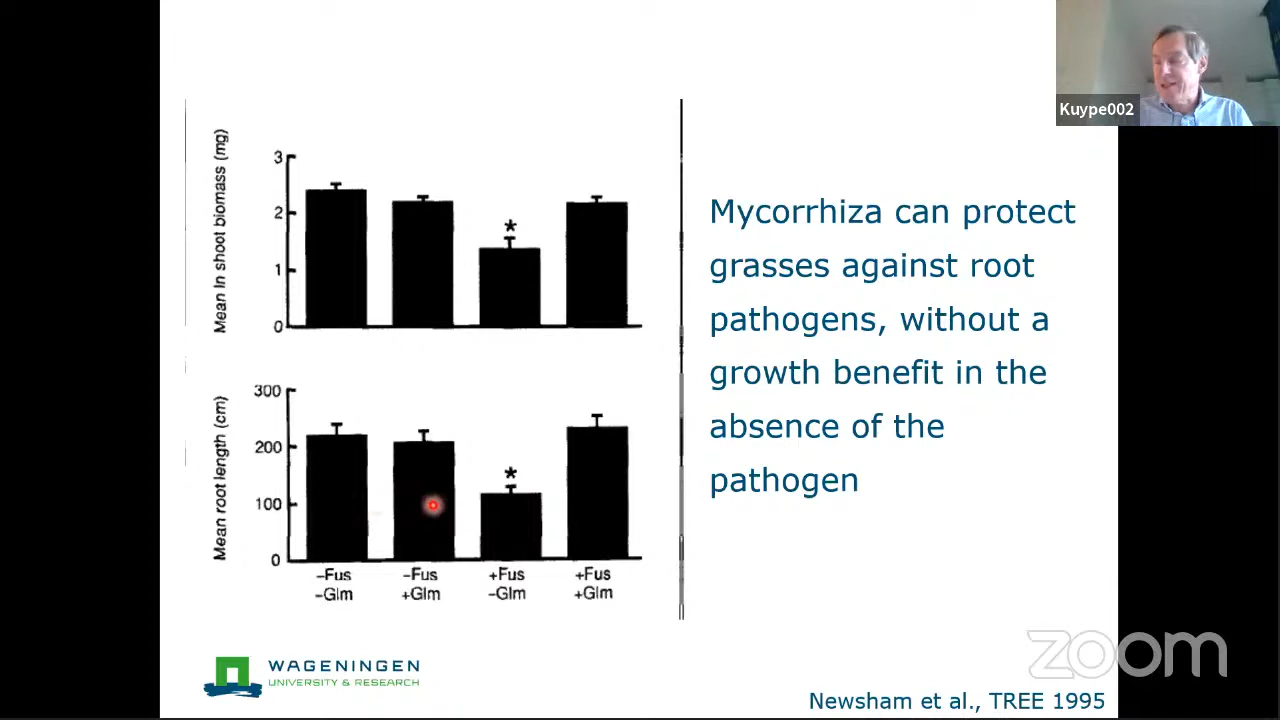 Kuype002
Mean ln shoot biomass (mg)
3
2
1
0
*
Mean root length (cm)
300
200
100
0
*
–Fus –Fus +Fus +Fus
–Glm +Glm –Glm +Glm
Mycorrhiza can protect
grasses against root
pathogens, without a
growth benefit in the
absence of the
pathogen
WAGENINGEN
UNIVERSITY & RESEARCH
zoom
Newsham et al., TREE 1995